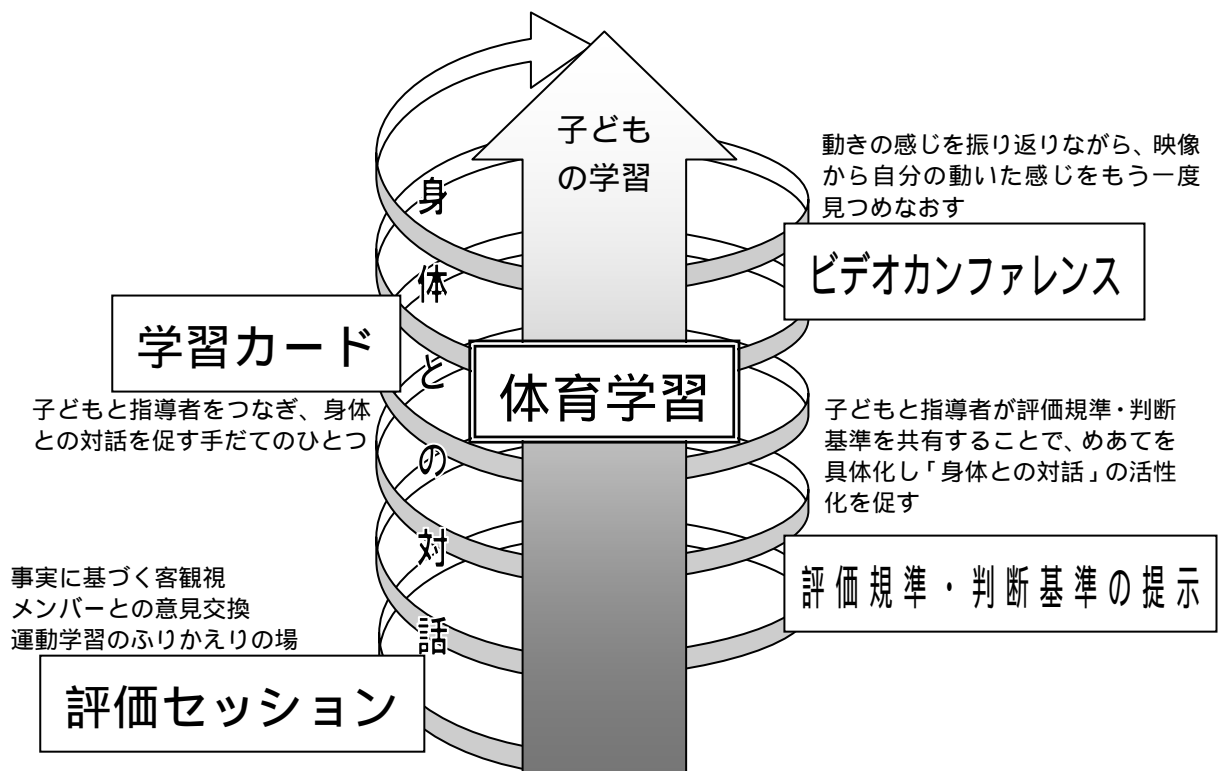 子ども
の学習
動きの感じを振り返りながら、映像
から自分の動いた感じをもう一度
見つめなおす
ビデオカンファレンス
身体との対話
学習カード
子どもと指導者をつなぎ、身体
との対話を促す手だてのひとつ
体育学習
子どもと指導者が評価規準・判断
基準を共有することで、めあてを
具体化し「身体との対話」の活性
化を促す
評価規準・判断基準の提示
事実に基づく客観視
メンバーとの意見交換
運動学習のふりかえりの場
評価セッション